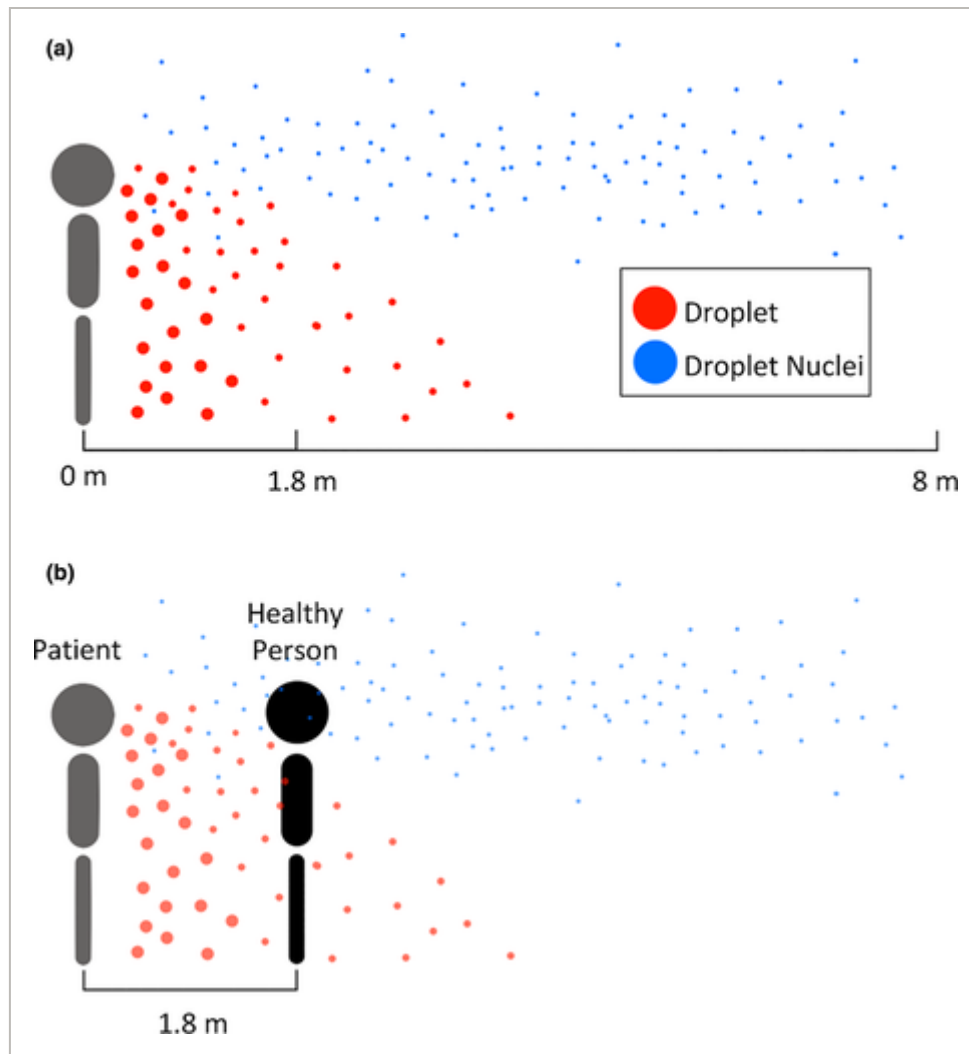 (a)
Droplet
Droplet Nuclei
0 m
1.8 m
8 m
(b)
Patient
Healthy
Person
1.8 m